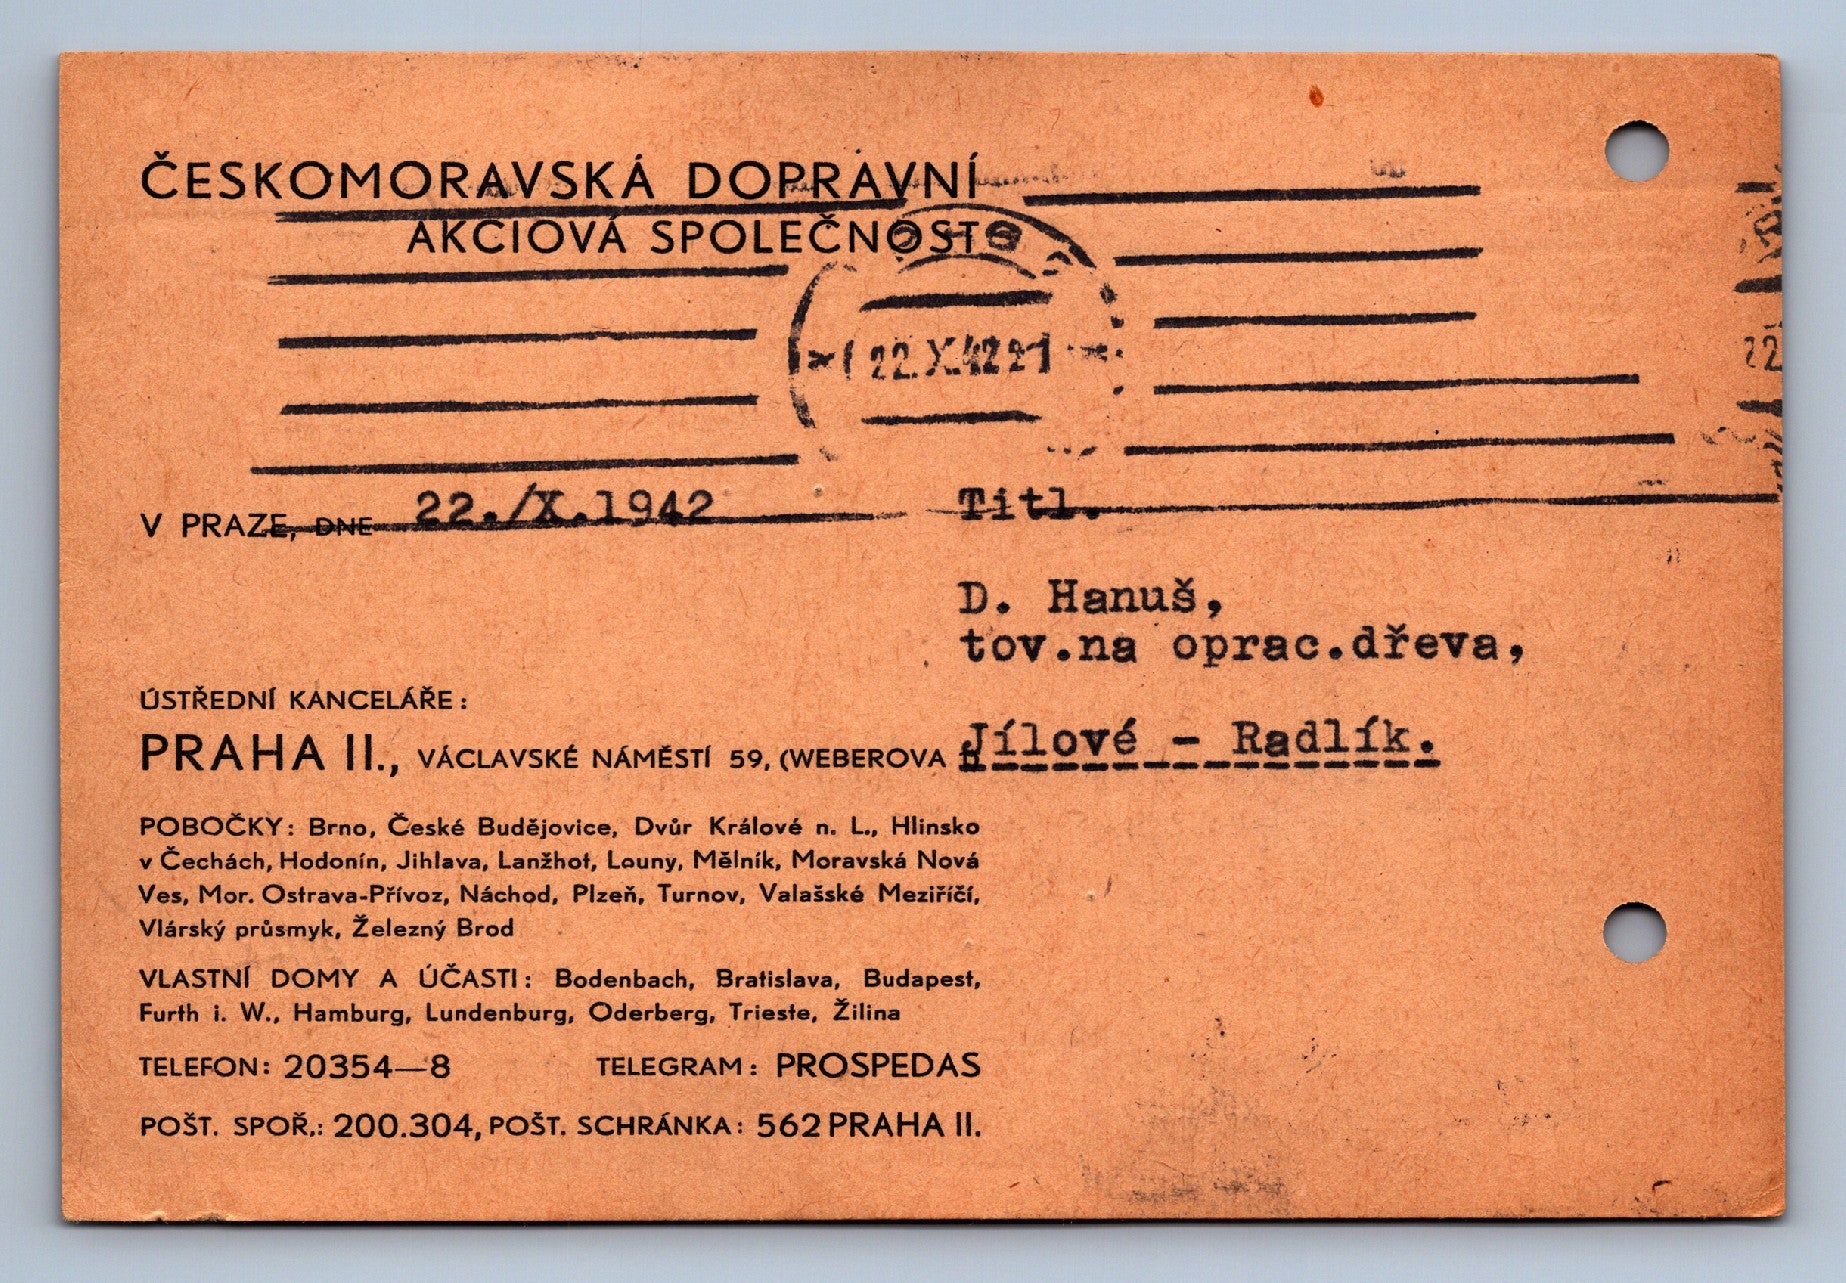 ČESKOMORAVSKÁ DOPRAVNÍ
AKCIOVÁ SPOLEČNOST
22.X.42 21
22
V PRAZE, DNE 22./X.1942
Titl.
D. Hanuš,
tov.na oprac.dřeva,
Jílové - Radlík.
ÚSTŘEDNÍ KANCELÁŘE:
PRAHA II., VÁCLAVSKÉ NÁMĚSTÍ 59, (WEBEROVA
POBOČKY: Brno, České Budějovice, Dvůr Králové n. L., Hlinsko
v Čechách, Hodonín, Jihlava, Lanžhot, Louny, Mělník, Moravská Nová
Ves, Mor. Ostrava-Přívoz, Náchod, Plzeň, Turnov, Valašské Meziříčí,
Vlárský průsmyk, Železný Brod
VLASTNÍ DOMY A ÚČASTI: Bodenbach, Bratislava, Budapest,
Furth i. W., Hamburg, Lundenburg, Oderberg, Trieste, Žilina
TELEFON: 20354—8 TELEGRAM: PROSPEDAS
POŠT. SPOŘ.: 200.304, POŠT. SCHRÁNKA: 562 PRAHA II.